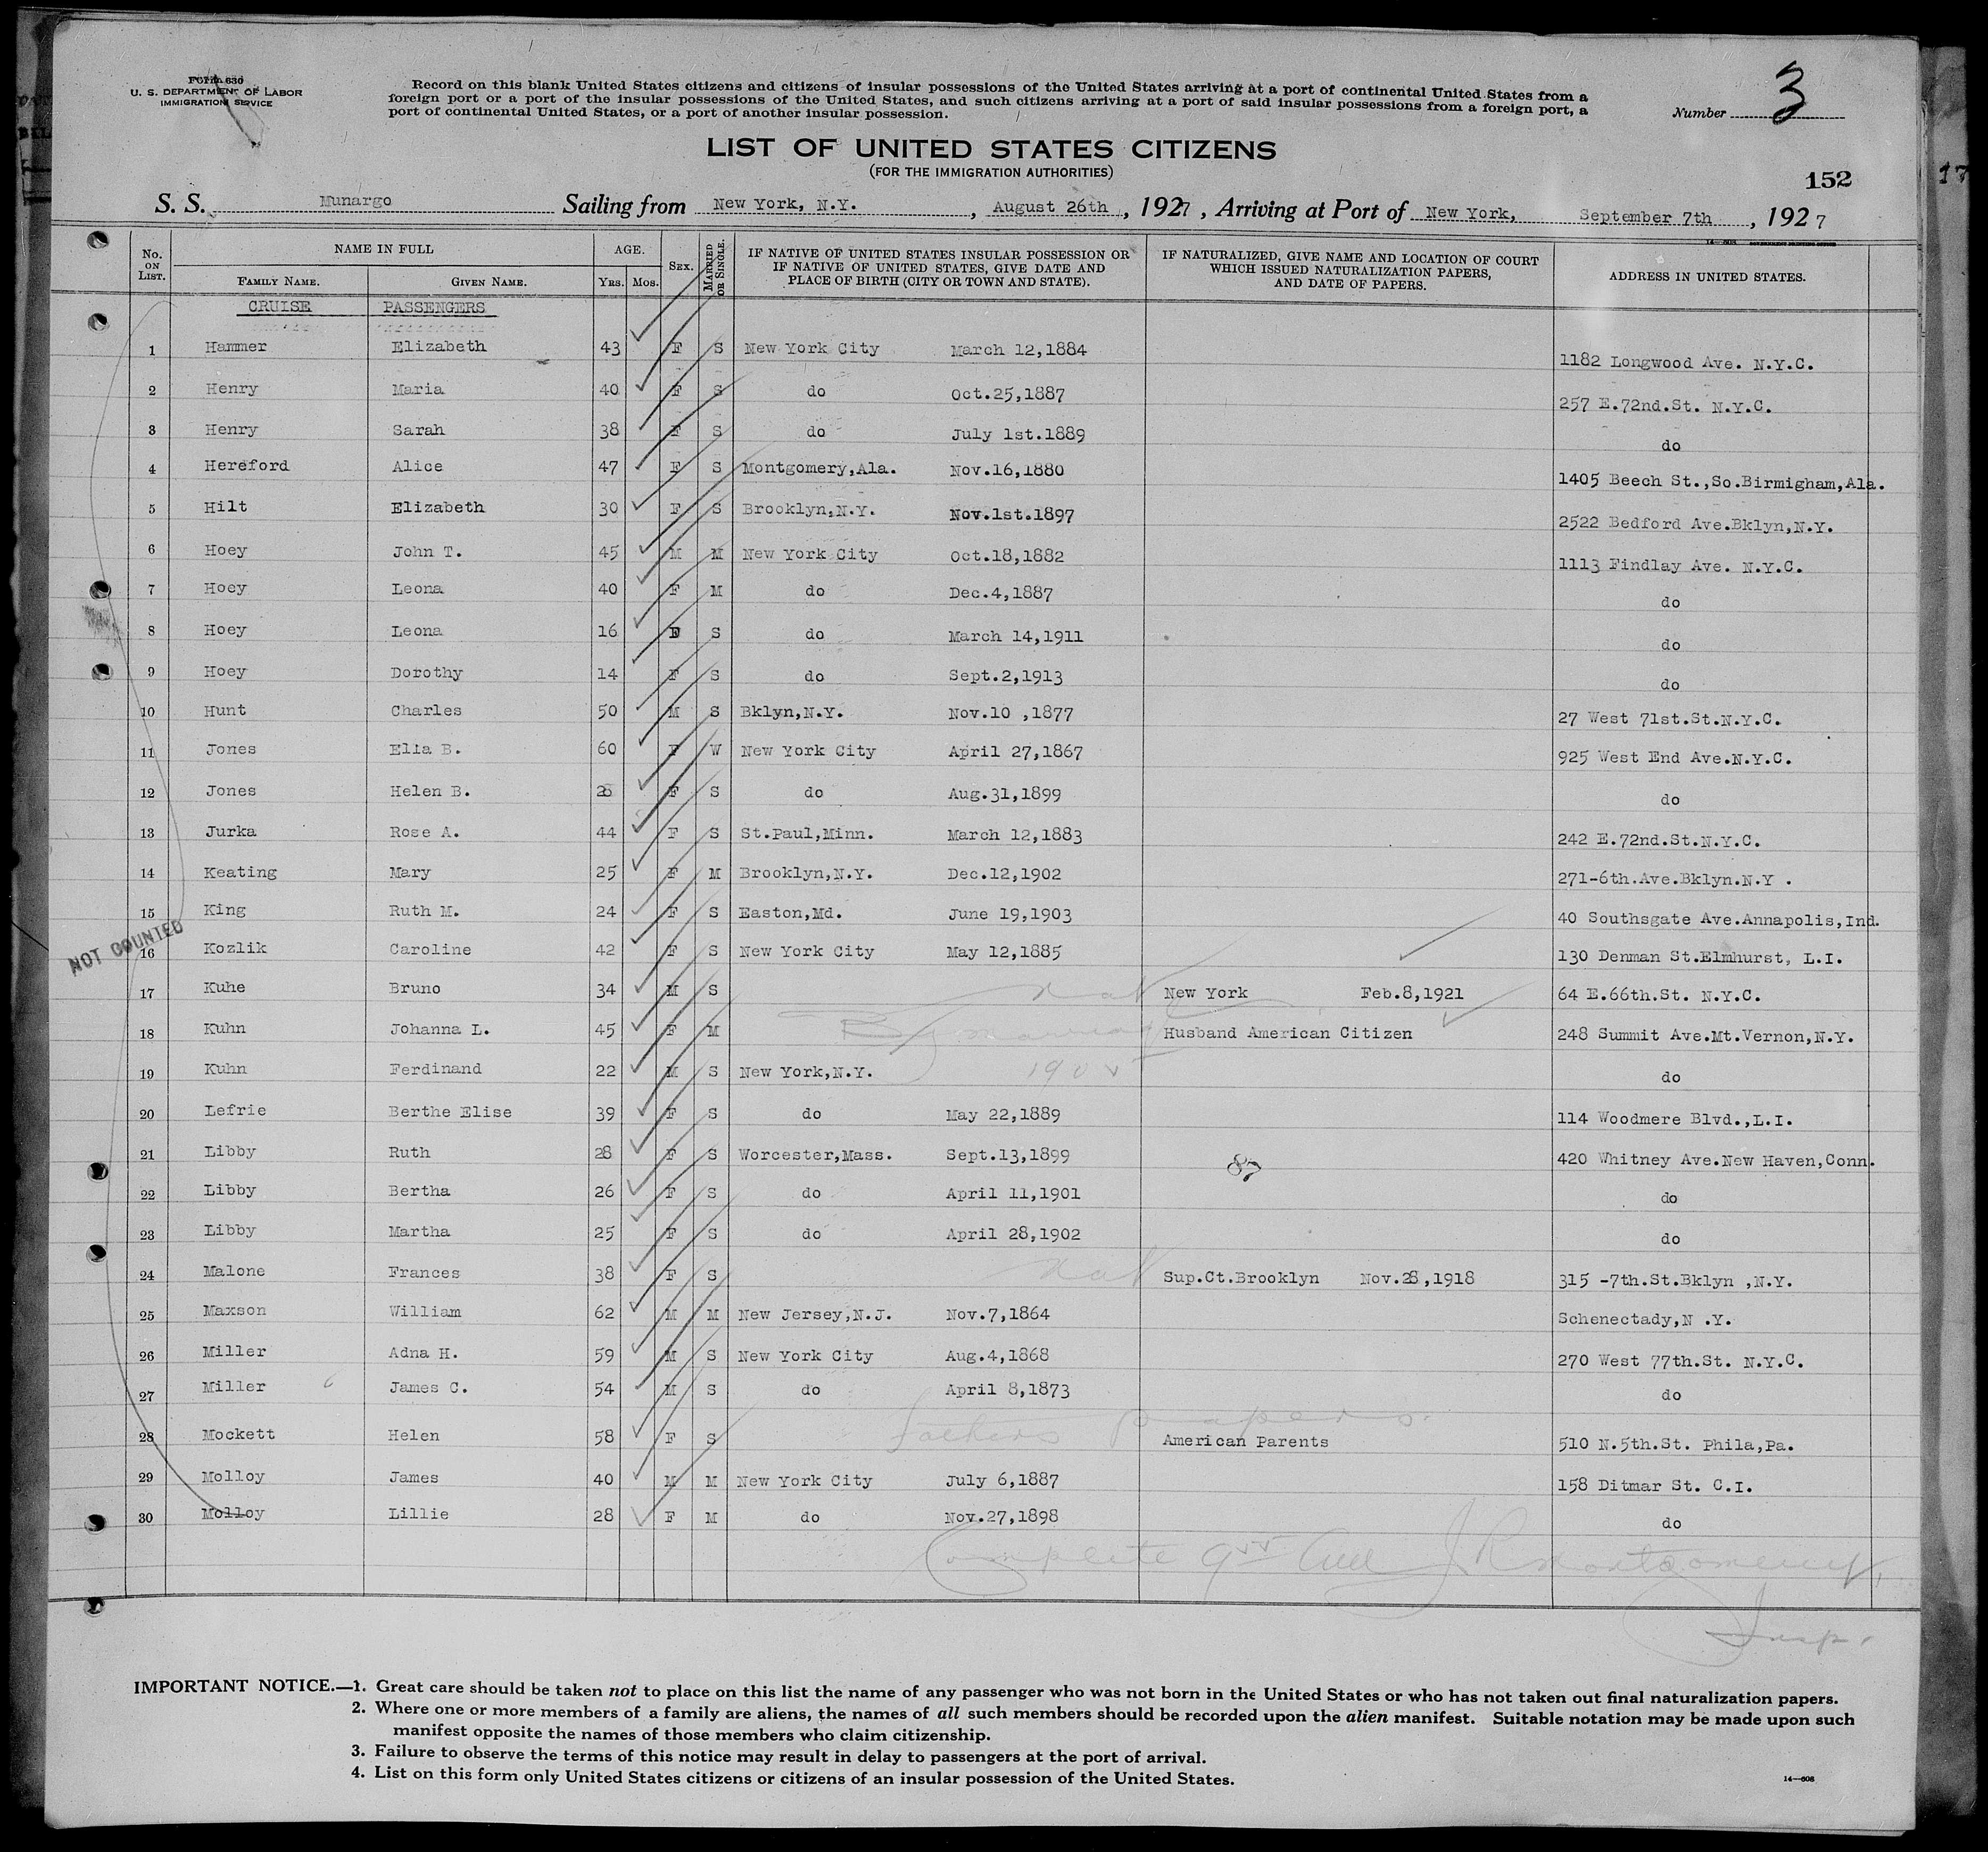 FORM 630
U. S. DEPARTMENT OF LABOR
IMMIGRATION SERVICE
Record on this blank United States citizens and citizens of insular possessions of the United States arriving at a port of continental United States from a
foreign port or a port of the insular possessions of the United States, and such citizens arriving at a port of said insular possessions from a foreign port, a
port of continental United States, or a port of another insular possession.
Number 3
LIST OF UNITED STATES CITIZENS
(FOR THE IMMIGRATION AUTHORITIES)
152
S. S. Munargo Sailing from New York, N.Y. , August 26th , 1927 , Arriving at Port of New York, September 7th , 1927
14—608 GOVERNMENT PRINTING OFFICE
No. ON LIST. NAME IN FULL FAMILY NAME. GIVEN NAME. AGE. YRS. MOS. SEX. MARRIED OR SINGLE. IF NATIVE OF UNITED STATES INSULAR POSSESSION OR IF NATIVE OF UNITED STATES, GIVE DATE AND PLACE OF BIRTH (CITY OR TOWN AND STATE). IF NATURALIZED, GIVE NAME AND LOCATION OF COURT WHICH ISSUED NATURALIZATION PAPERS, AND DATE OF PAPERS. ADDRESS IN UNITED STATES.
CRUISE PASSENGERS
1 Hammer Elizabeth 43 F S New York City March 12,1884 1182 Longwood Ave. N.Y.C.
2 Henry Maria 40 F S do Oct.25,1887 257 E.72nd.St. N.Y.C.
3 Henry Sarah 38 F S do July 1st.1889 do
4 Hereford Alice 47 F S Montgomery,Ala. Nov.16,1880 1405 Beech St.,So.Birmigham,Ala.
5 Hilt Elizabeth 30 F S Brooklyn,N.Y. Nov.1st.1897 2522 Bedford Ave.Bklyn,N.Y.
6 Hoey John T. 45 M M New York City Oct.18,1882 1113 Findlay Ave. N.Y.C.
7 Hoey Leona 40 F M do Dec.4,1887 do
8 Hoey Leona 16 F S do March 14,1911 do
9 Hoey Dorothy 14 F S do Sept.2,1913 do
10 Hunt Charles 50 M S Bklyn,N.Y. Nov.10 ,1877 27 West 71st.St.N.Y.C.
11 Jones Ella B. 60 F W New York City April 27,1867 925 West End Ave.N.Y.C.
12 Jones Helen B. 28 F S do Aug.31,1899 do
13 Jurka Rose A. 44 F S St.Paul,Minn. March 12,1883 242 E.72nd.St.N.Y.C.
14 Keating Mary 25 F M Brooklyn,N.Y. Dec.12,1902 271-6th.Ave.Bklyn.N.Y .
15 King Ruth M. 24 F S Easton,Md. June 19,1903 40 Southsgate Ave.Annapolis,Ind.
NOT COUNTED
16 Kozlik Caroline 42 F S New York City May 12,1885 130 Denman St.Elmhurst, L.I.
17 Kuhe Bruno 34 M S Nat New York Feb.8,1921 64 E.66th.St. N.Y.C.
18 Kuhn Johanna L. 45 F M By marriage Husband American Citizen 248 Summit Ave.Mt.Vernon,N.Y.
19 Kuhn Ferdinand 22 M S New York,N.Y. 1905 do
20 Lefrie Berthe Elise 39 F S do May 22,1889 114 Woodmere Blvd.,L.I.
21 Libby Ruth 28 F S Worcester,Mass. Sept.13,1899 87 420 Whitney Ave.New Haven,Conn.
22 Libby Bertha 26 F S do April 11,1901 do
23 Libby Martha 25 F S do April 28,1902 do
24 Malone Frances 38 F S Nat Sup.Ct.Brooklyn Nov.28,1918 315 -7th.St.Bklyn ,N.Y.
25 Maxson William 62 M M New Jersey,N.J. Nov.7,1864 Schenectady,N .Y.
26 Miller Adna H. 59 M S New York City Aug.4,1868 270 West 77th.St. N.Y.C.
27 Miller James C. 54 M S do April 8,1873 do
28 Mockett Helen 58 F S Fathers papers. American Parents 510 N.5th.St. Phila,Pa.
29 Molloy James 40 M M New York City July 6,1887 158 Ditmar St. C.I.
30 Molloy Lillie 28 F M do Nov.27,1898 do
Complete J R Montgomery,
Insp.
IMPORTANT NOTICE.—1. Great care should be taken not to place on this list the name of any passenger who was not born in the United States or who has not taken out final naturalization papers.
2. Where one or more members of a family are aliens, the names of all such members should be recorded upon the alien manifest. Suitable notation may be made upon such
manifest opposite the names of those members who claim citizenship.
3. Failure to observe the terms of this notice may result in delay to passengers at the port of arrival.
4. List on this form only United States citizens or citizens of an insular possession of the United States.
14—608